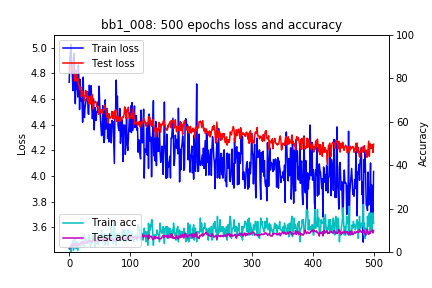 bb1_008: 500 epochs loss and accuracy
Train loss
Test loss
Train acc
Test acc
Loss
Accuracy
5.0
4.8
4.6
4.4
4.2
4.0
3.8
3.6
100
80
60
40
20
0
0 100 200 300 400 500